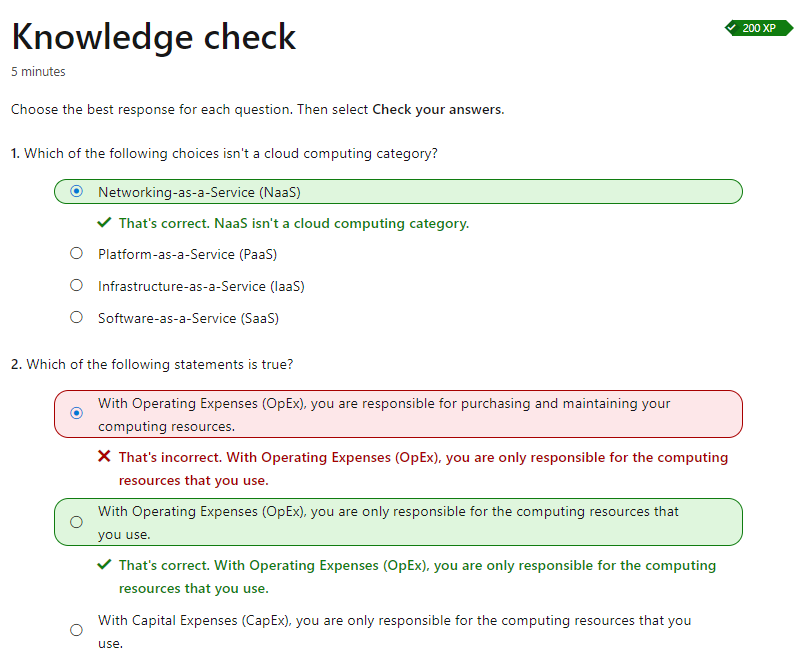 Knowledge check
200 XP
5 minutes
Choose the best response for each question. Then select Check your answers.
1. Which of the following choices isn't a cloud computing category?
Networking-as-a-Service (NaaS)
That's correct. NaaS isn't a cloud computing category.
Platform-as-a-Service (PaaS)
Infrastructure-as-a-Service (IaaS)
Software-as-a-Service (SaaS)
2. Which of the following statements is true?
With Operating Expenses (OpEx), you are responsible for purchasing and maintaining your
computing resources.
That's incorrect. With Operating Expenses (OpEx), you are only responsible for the computing
resources that you use.
With Operating Expenses (OpEx), you are only responsible for the computing resources that
you use.
That's correct. With Operating Expenses (OpEx), you are only responsible for the computing
resources that you use.
With Capital Expenses (CapEx), you are only responsible for the computing resources that you
use.